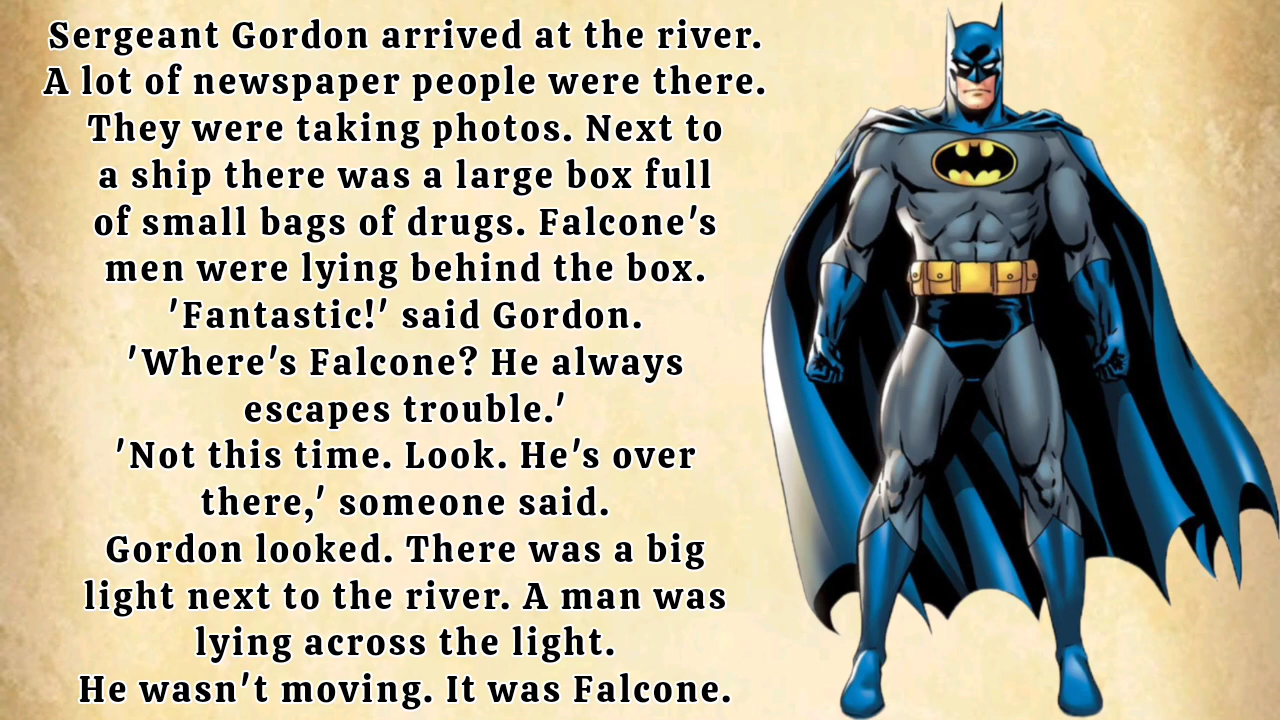 Sergeant Gordon arrived at the river.
A lot of newspaper people were there.
They were taking photos. Next to
a ship there was a large box full
of small bags of drugs. Falcone's
men were lying behind the box.
'Fantastic!' said Gordon.
'Where's Falcone? He always
escapes trouble.'
'Not this time. Look. He's over
there,' someone said.
Gordon looked. There was a big
light next to the river. A man was
lying across the light.
He wasn't moving. It was Falcone.